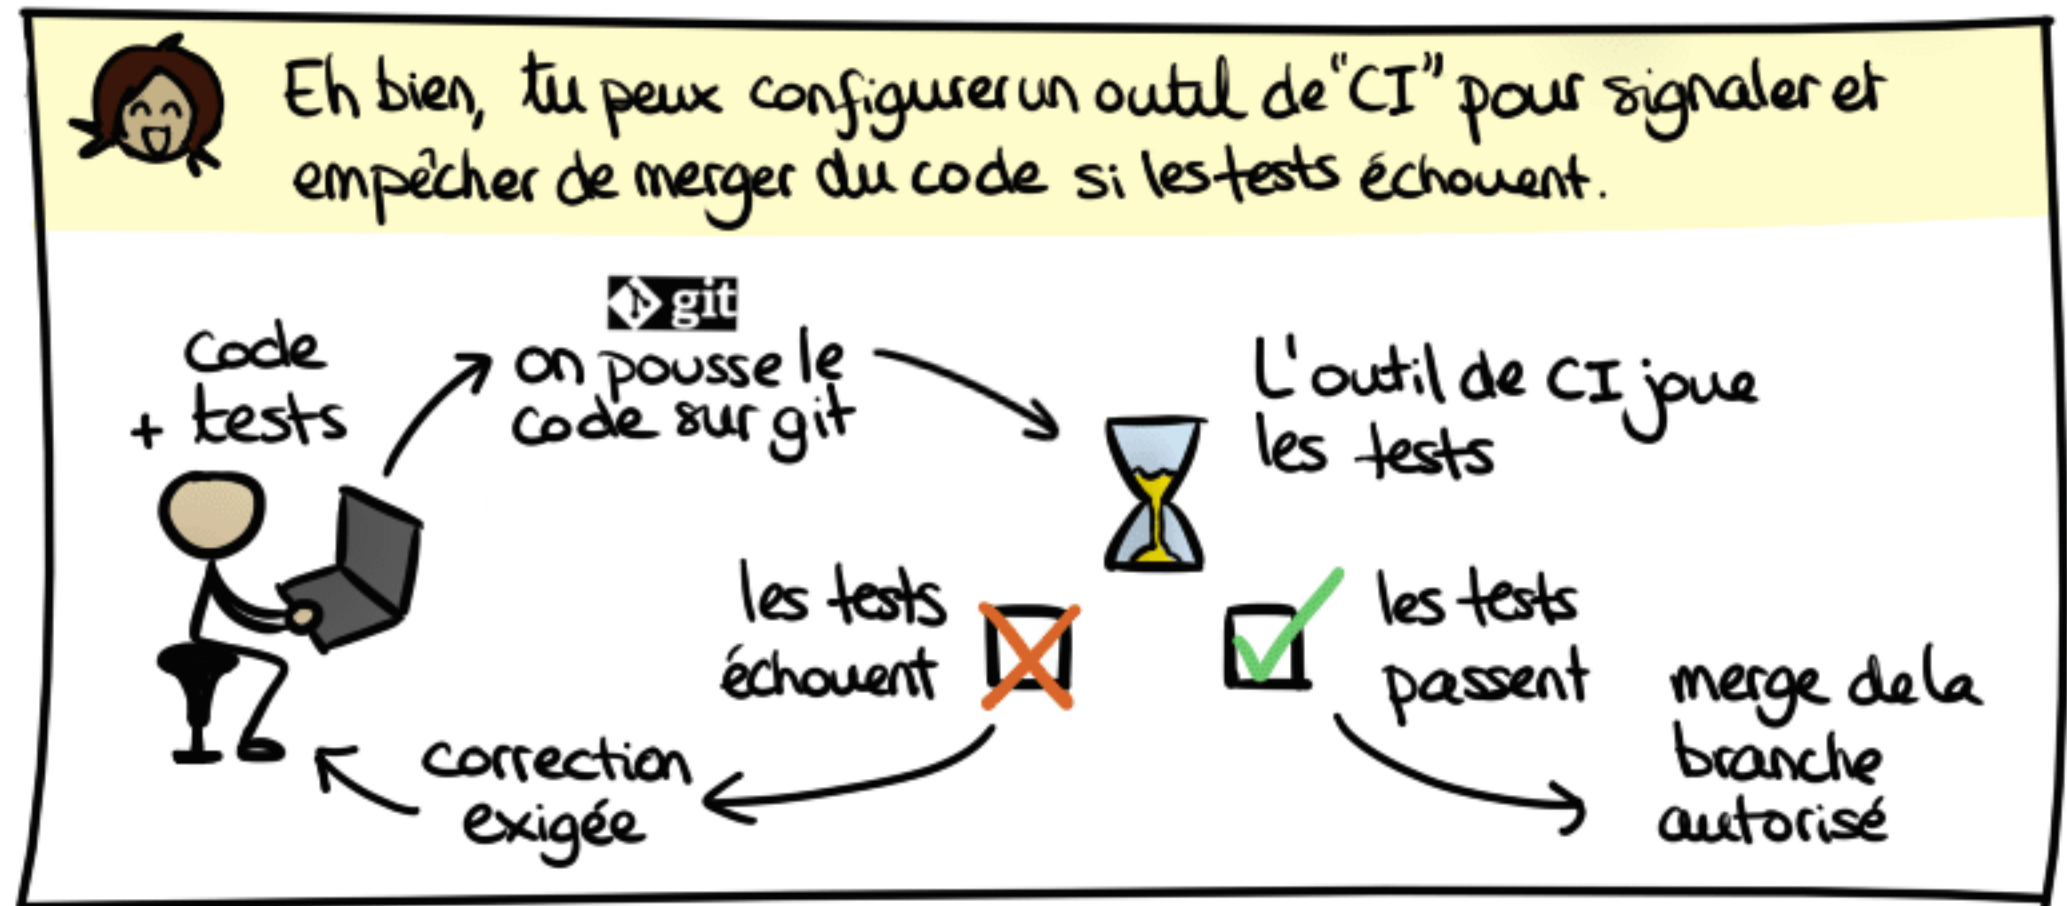 Eh bien, tu peux configurer un outil de "CI" pour signaler et
empêcher de merger du code si les tests échouent.
git
code
+ tests
on pousse le
code sur git
L'outil de CI joue
les tests
les tests
échouent
les tests
passent
correction
exigée
merge de la
branche
autorisé